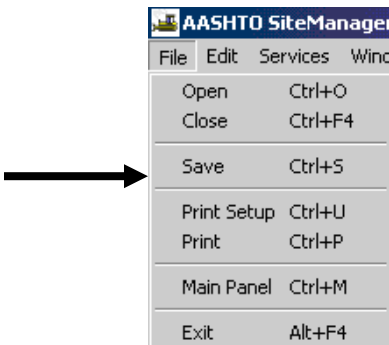 AASHTO SiteManager
File Edit Services Wind
Open Ctrl+O
Close Ctrl+F4
Save Ctrl+S
Print Setup Ctrl+U
Print Ctrl+P
Main Panel Ctrl+M
Exit Alt+F4